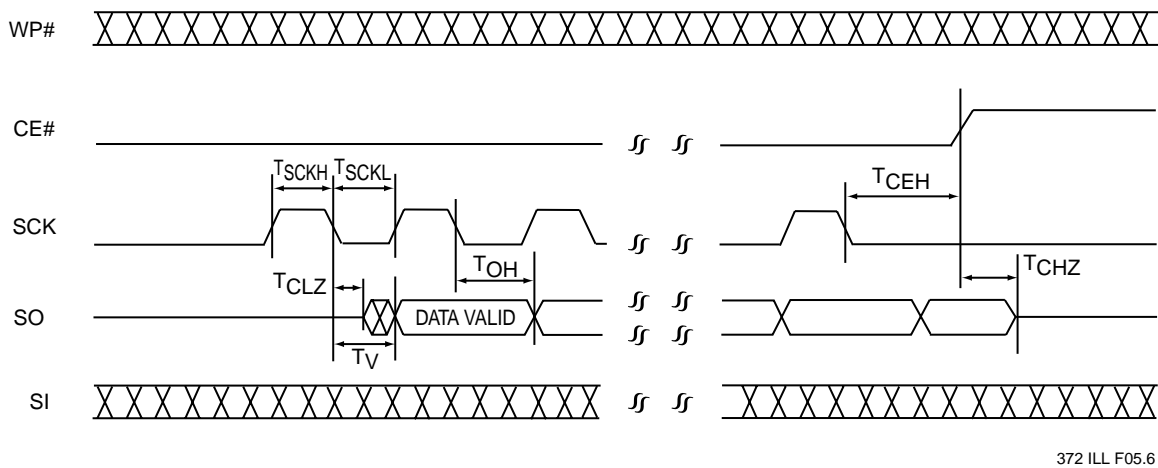 WP#
CE#
TSCKH TSCKL
TCEH
SCK
TOH
TCLZ
TCHZ
SO
DATA VALID
TV
SI
372 ILL F05.6